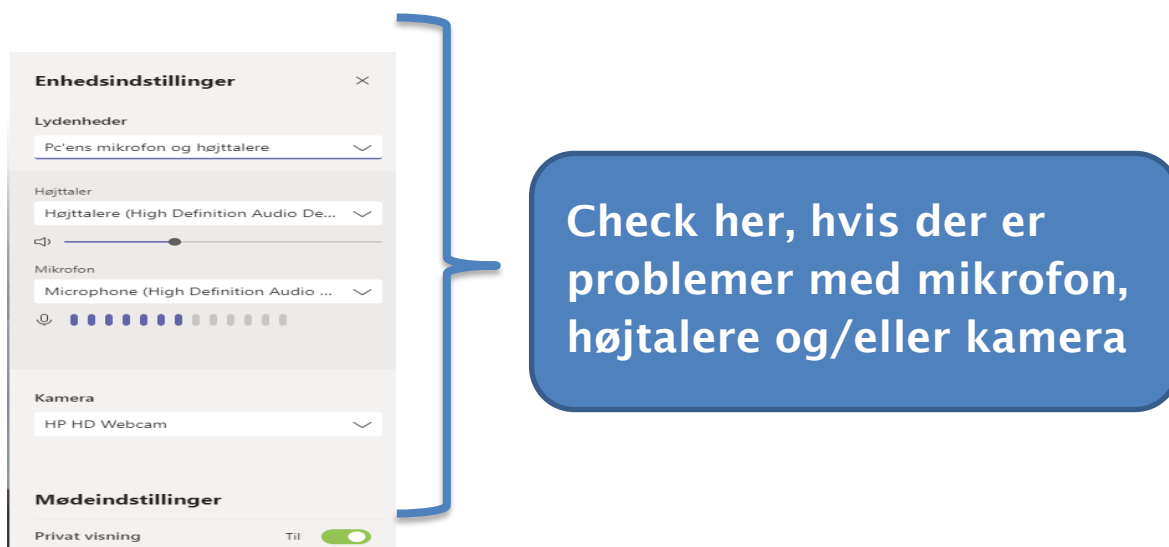 Enhedsindstillinger
Lydenheder
Pc'ens mikrofon og højttalere
Højttaler
Højttalere (High Definition Audio De...
Mikrofon
Microphone (High Definition Audio ...
Kamera
HP HD Webcam
Mødeindstillinger
Privat visning Til
Check her, hvis der er
problemer med mikrofon,
højtalere og/eller kamera